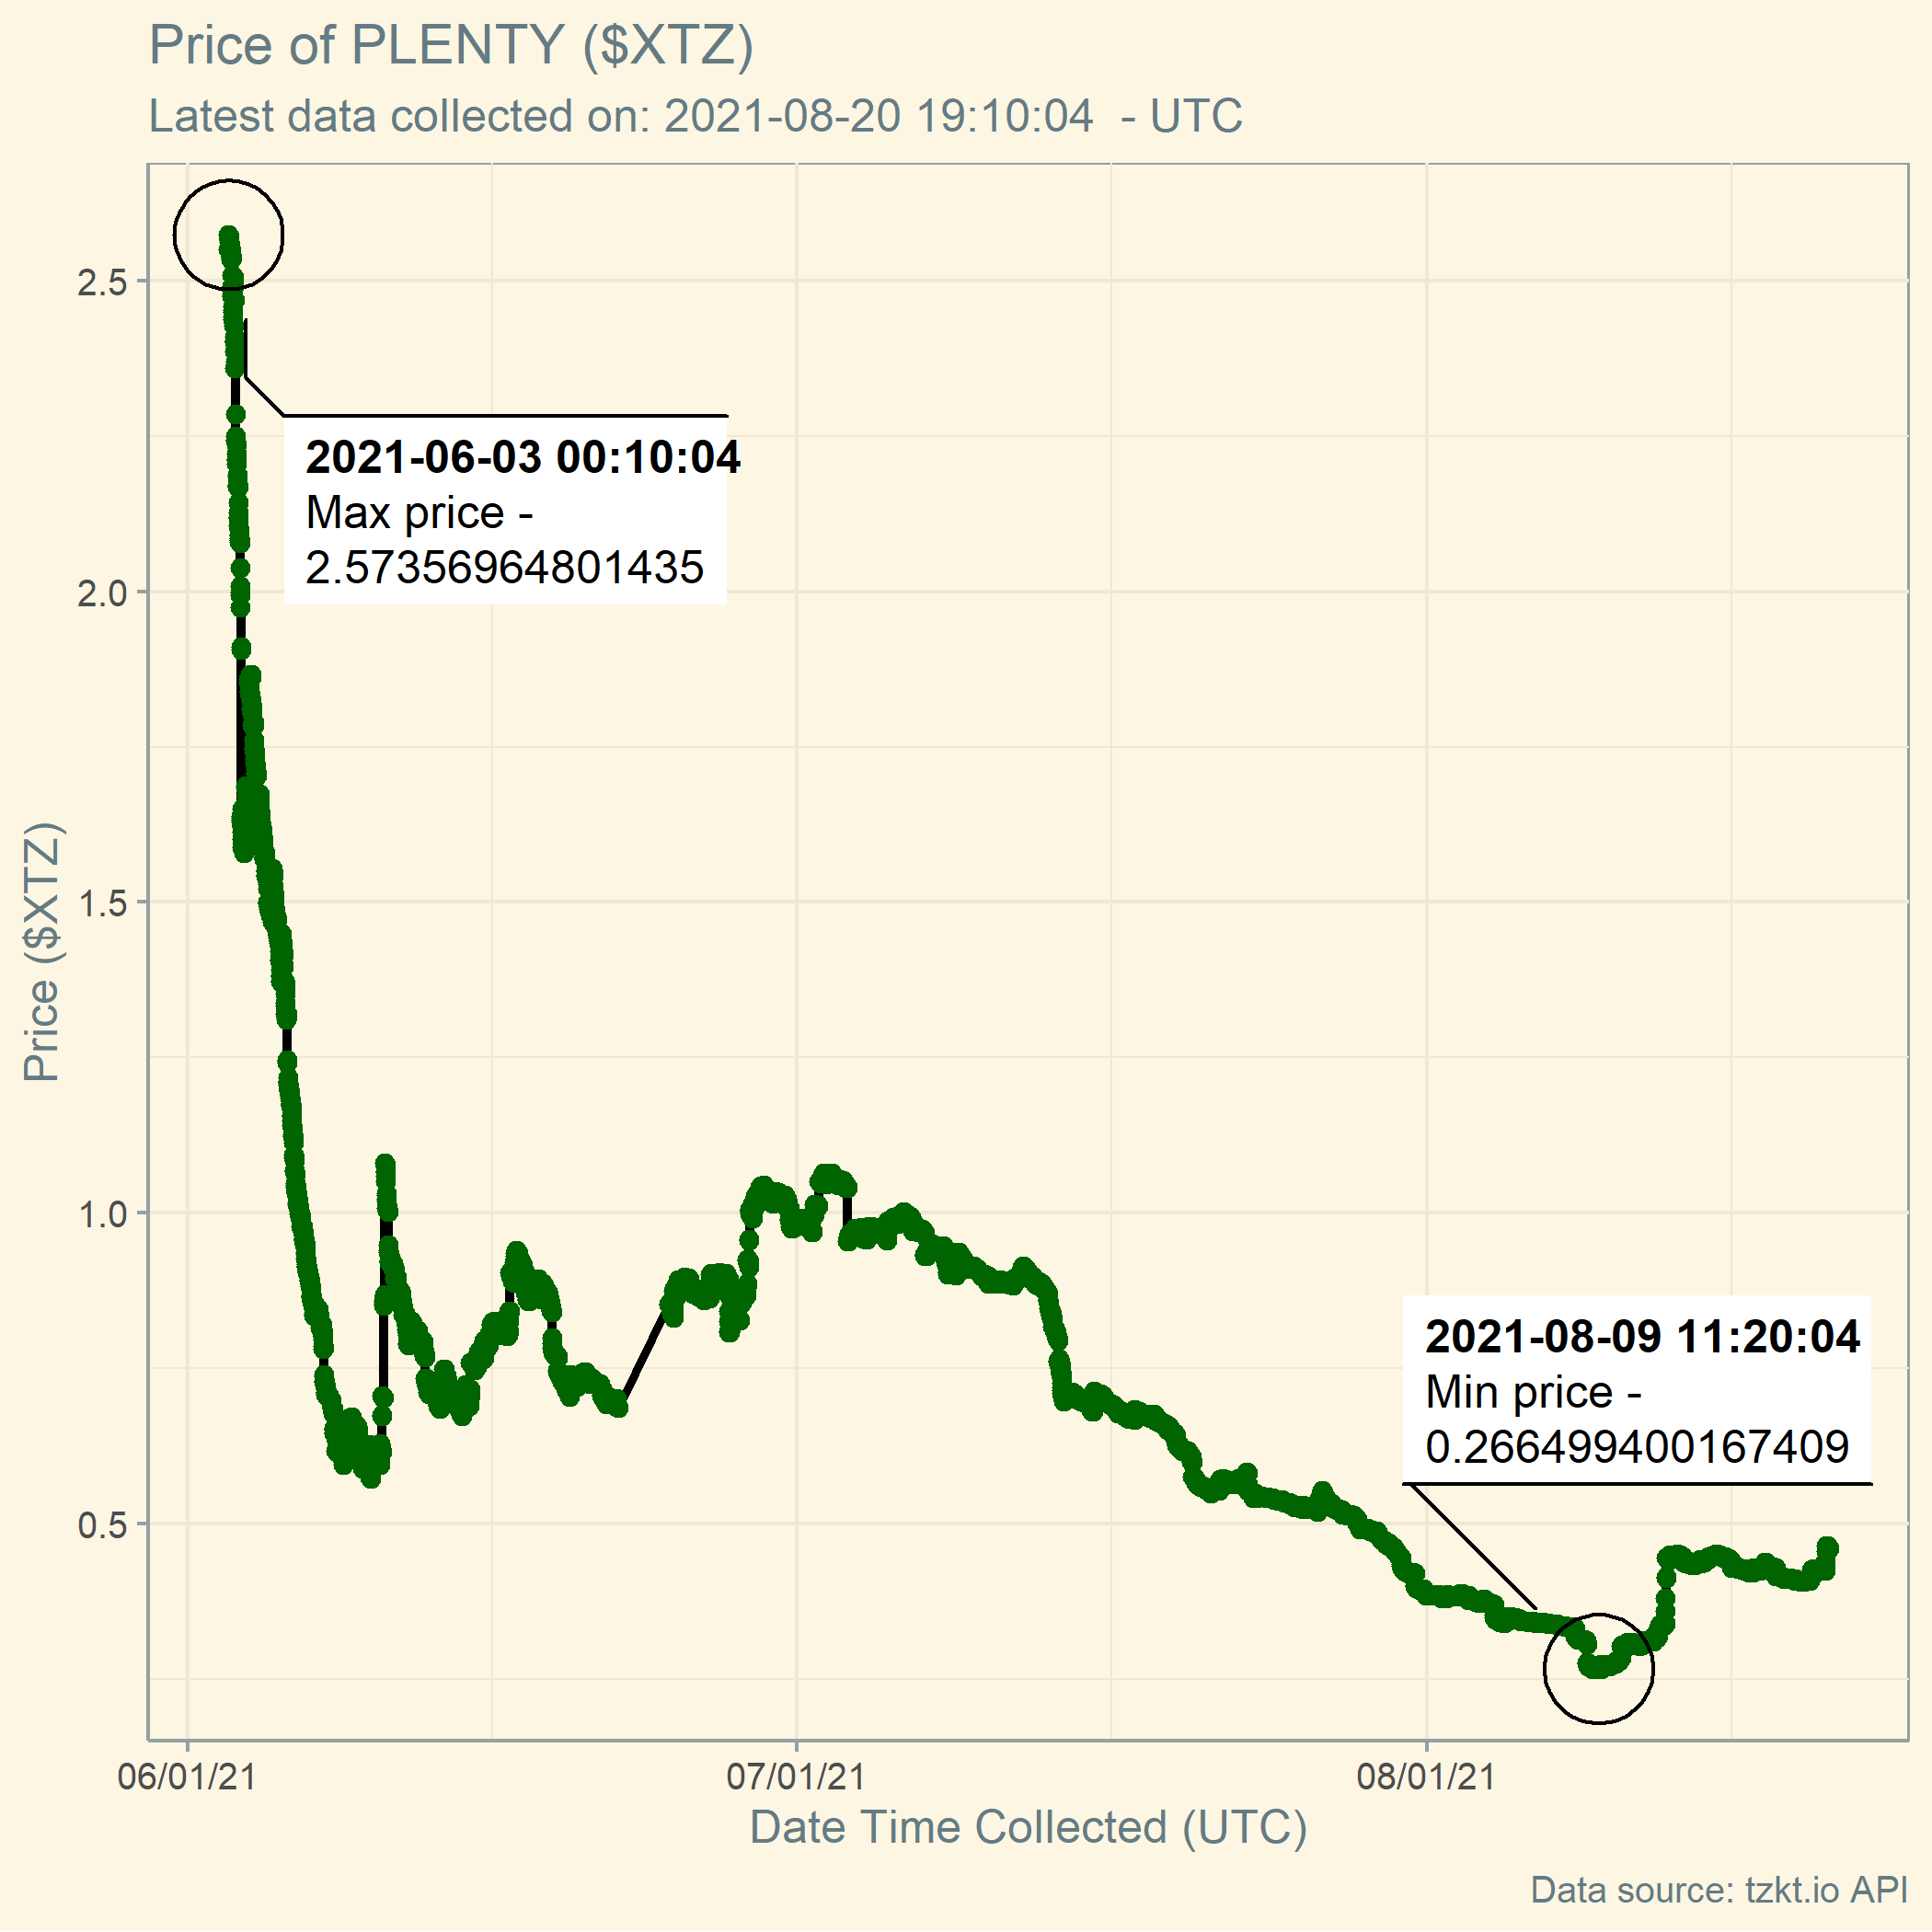 Price of PLENTY ($XTZ)
Latest data collected on: 2021-08-20 19:10:04  - UTC
Price ($XTZ)
2.5
2.0
1.5
1.0
0.5
2021-06-03 00:10:04
Max price -
2.57356964801435
2021-08-09 11:20:04
Min price -
0.266499400167409
06/01/21
07/01/21
08/01/21
Date Time Collected (UTC)
Data source: tzkt.io API